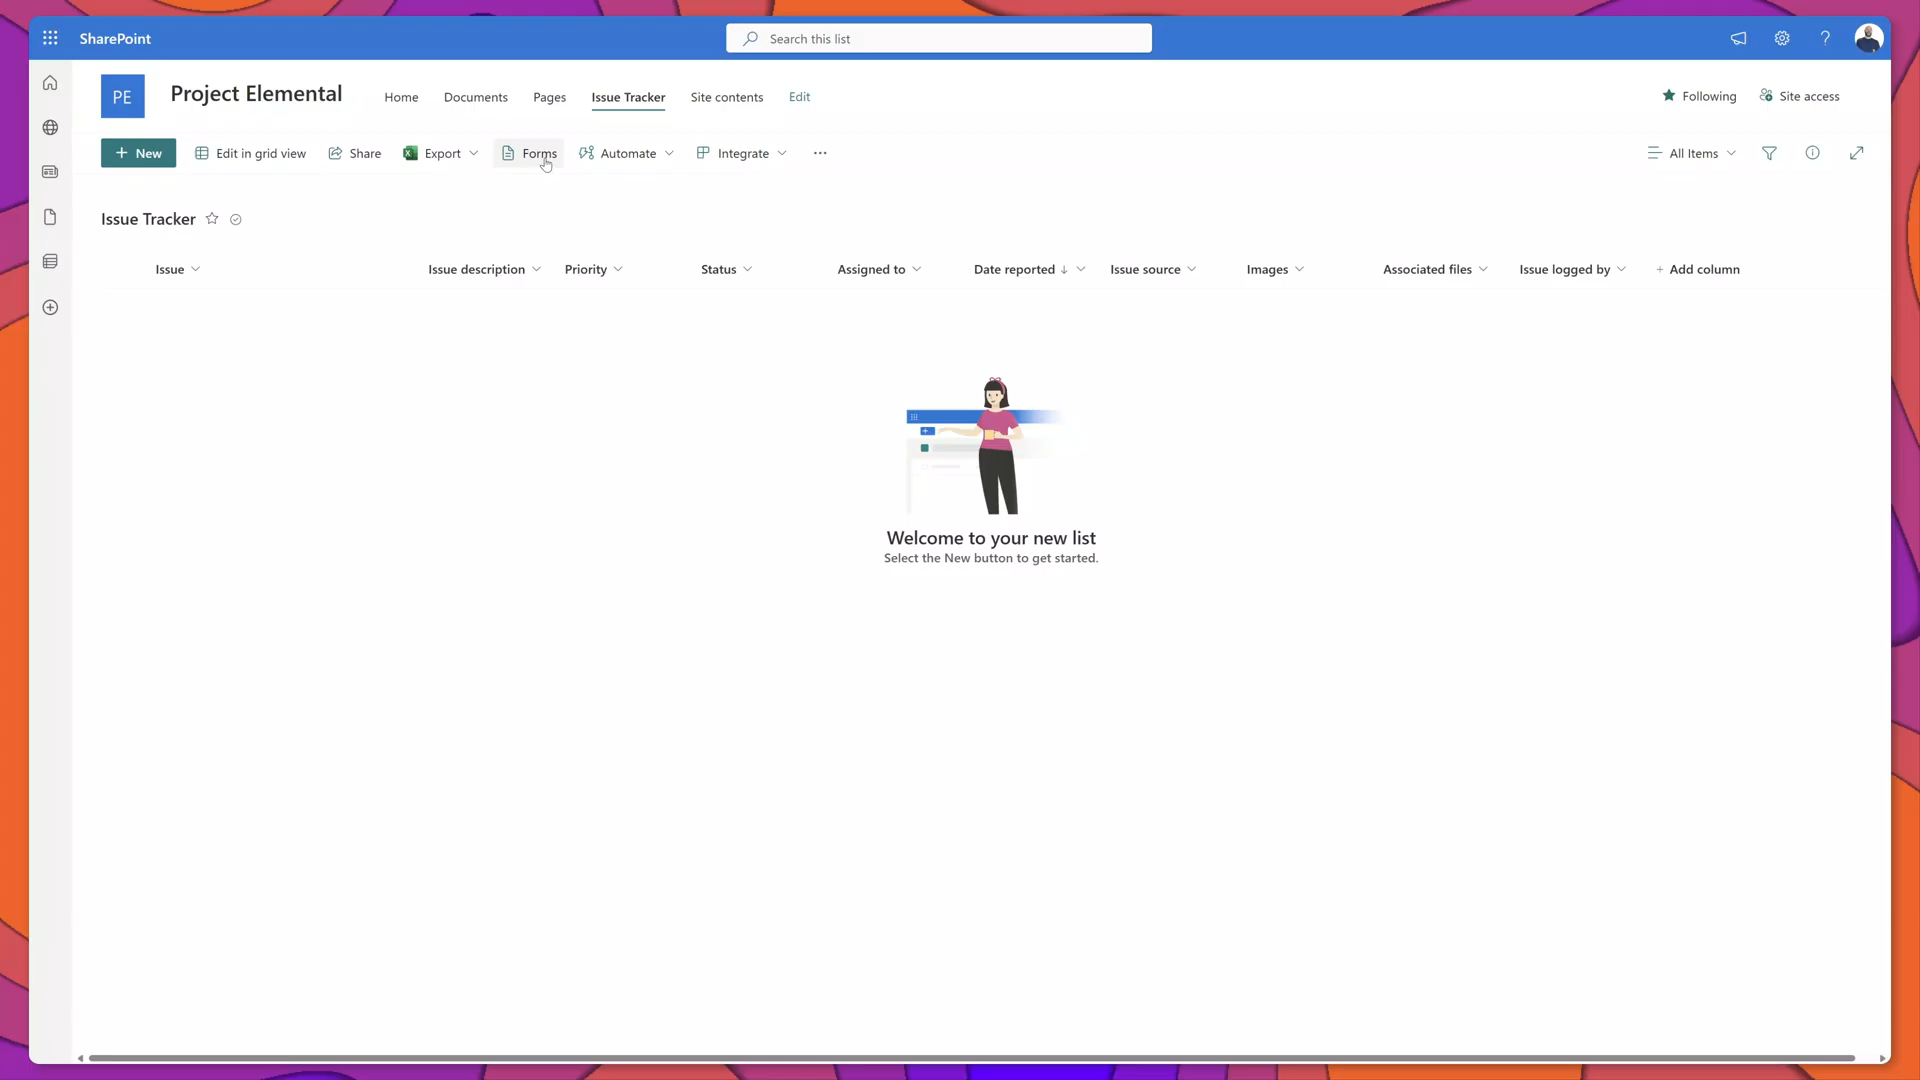 SharePoint
Search this list
PE
Project Elemental
Home
Documents
Pages
Issue Tracker
Site contents
Edit
Following
Site access
New
Edit in grid view
Share
Export
Forms
Automate
Integrate
All Items
Issue Tracker
Issue
Issue description
Priority
Status
Assigned to
Date reported
Issue source
Images
Associated files
Issue logged by
Add column
Welcome to your new list
Select the New button to get started.